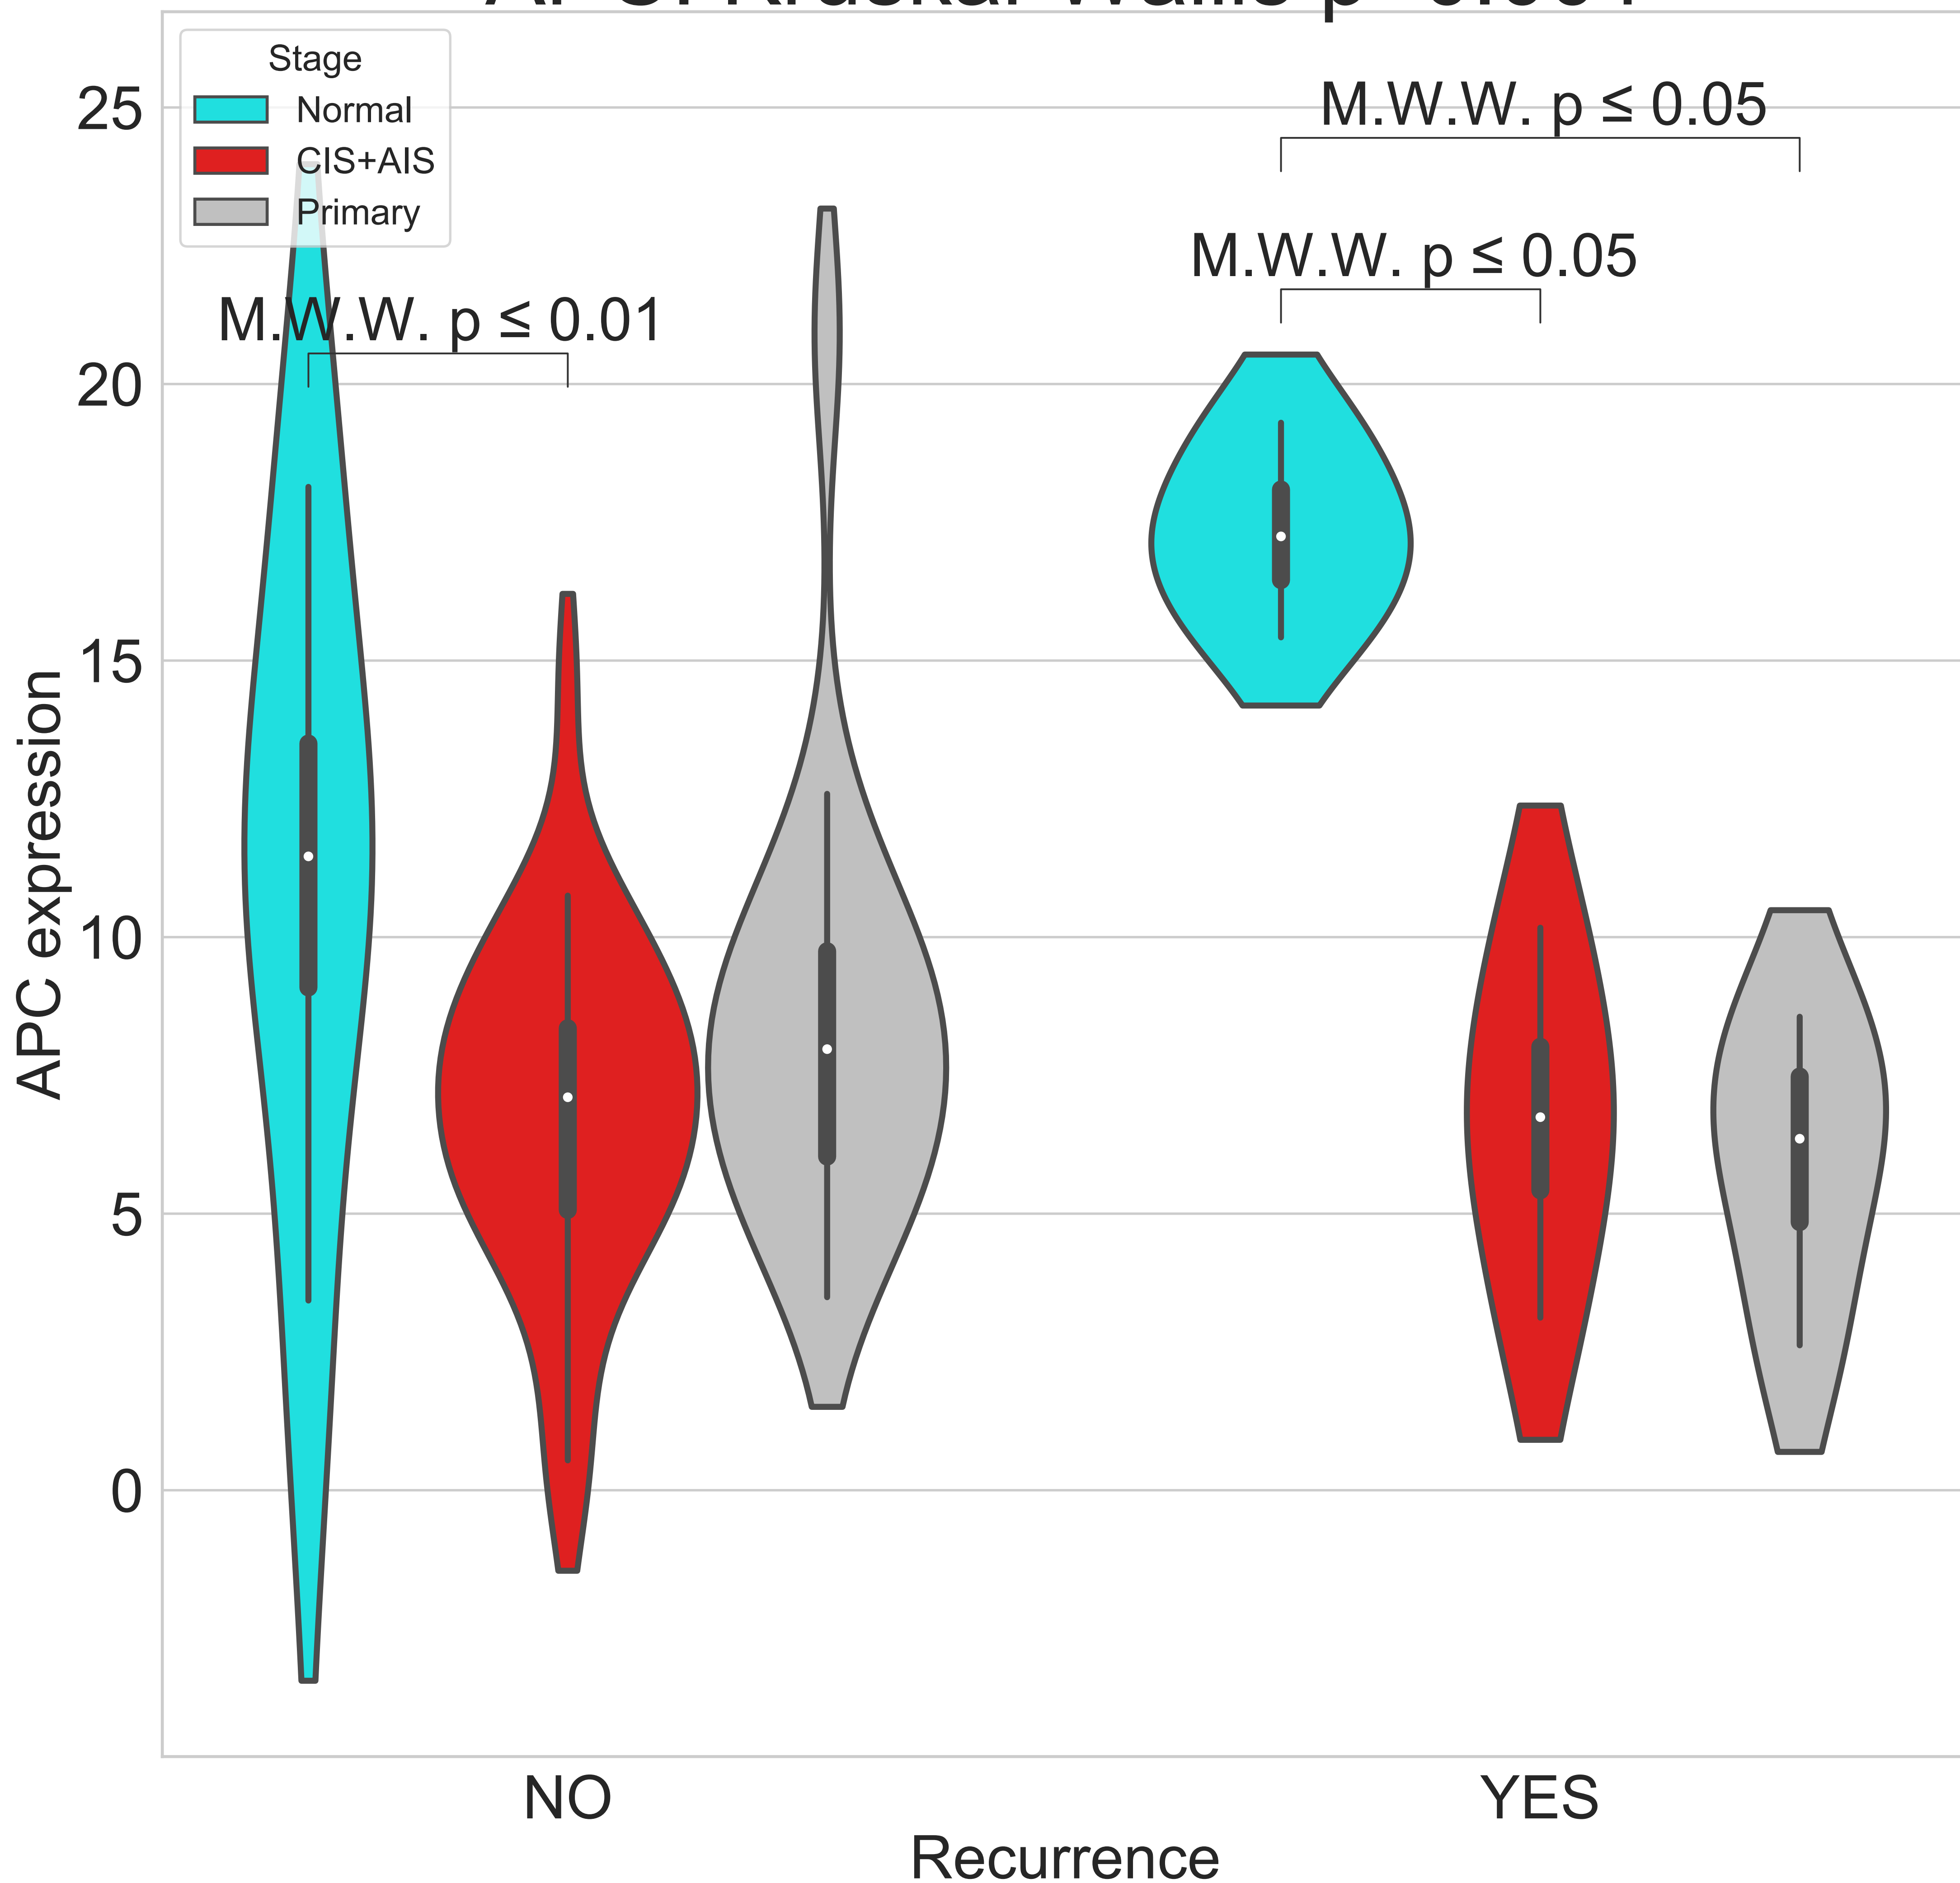 Stage
Normal
CIS+AIS
Primary
M.W.W. p ≤ 0.05
M.W.W. p ≤ 0.05
M.W.W. p ≤ 0.01
25
20
15
10
5
0
APC expression
NO
YES
Recurrence